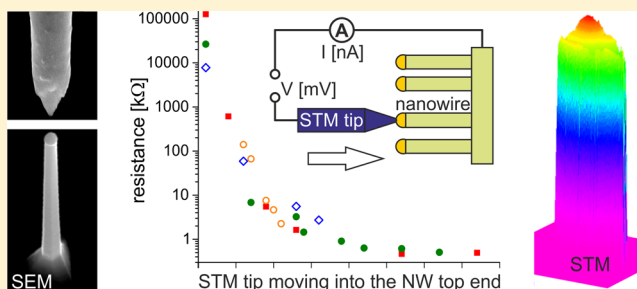 SEM
resistance [kΩ]
100000
10000
1000
100
10
1
A
I [nA]
V [mV]
nanowire
STM tip
STM tip moving into the NW top end
STM